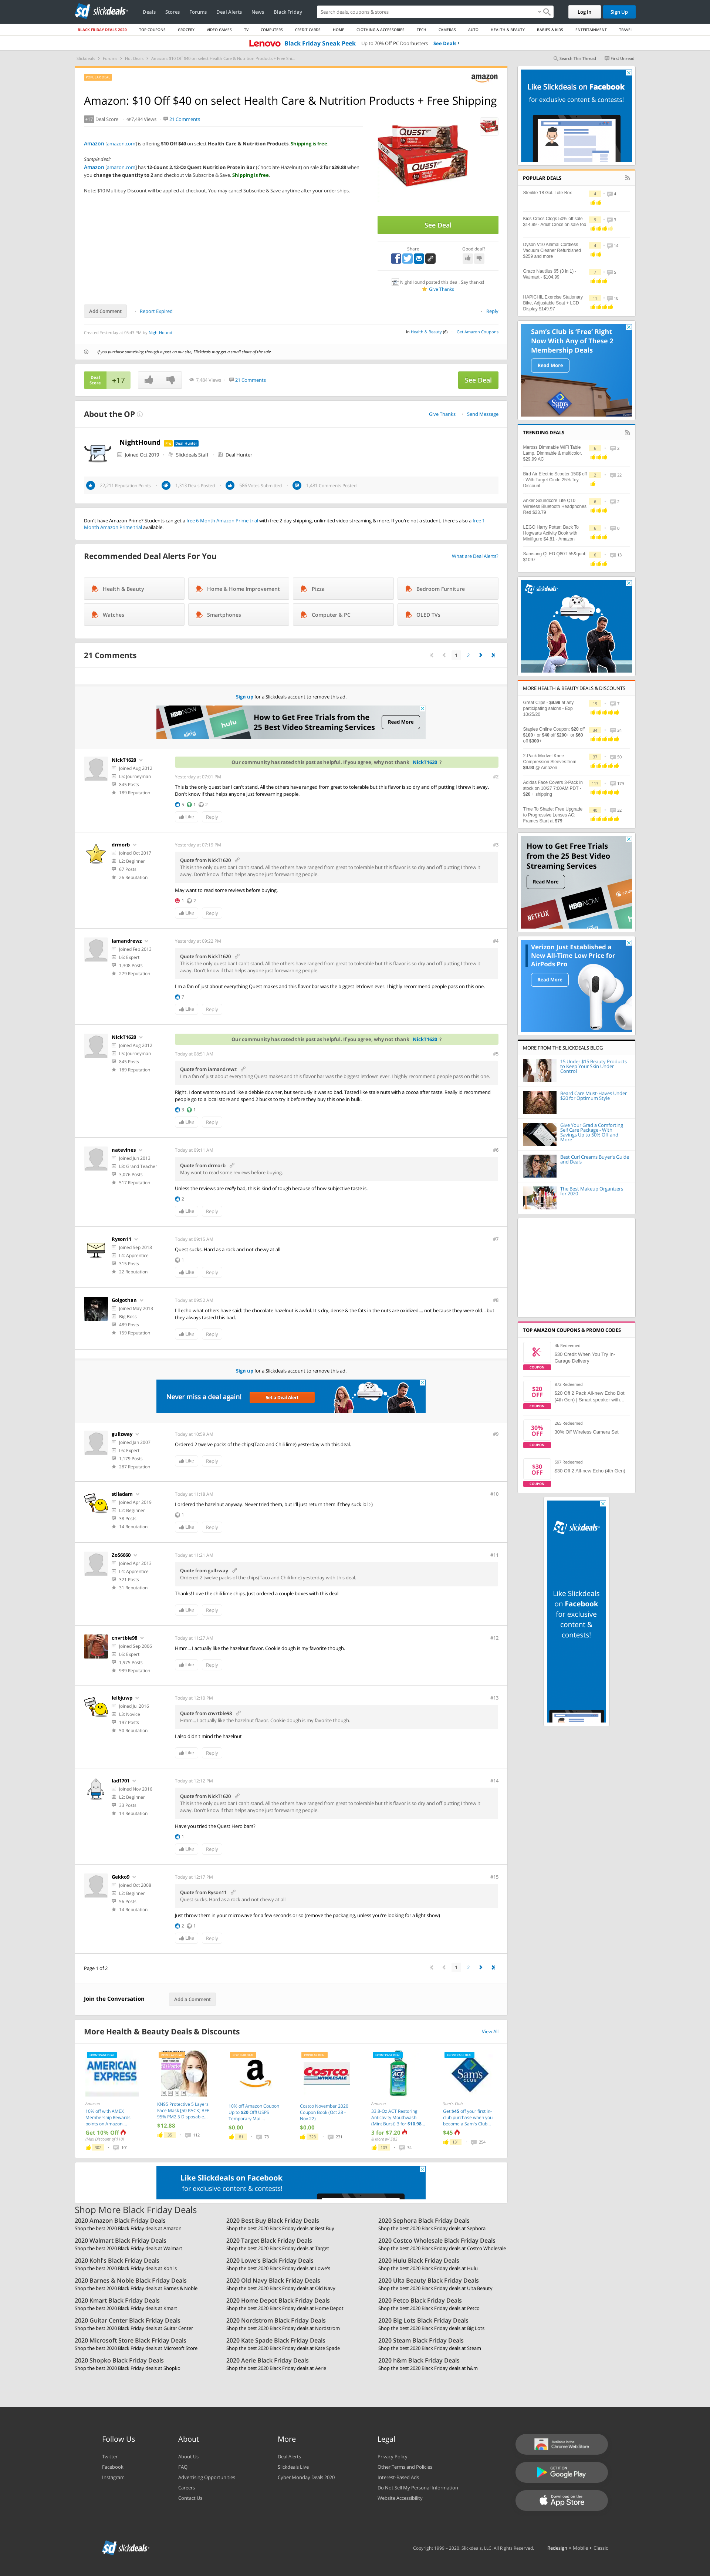 slickdeals
Deals Stores Forums Deal Alerts News Black Friday
Search deals, coupons & stores
Log In Sign Up
BLACK FRIDAY DEALS 2020 TOP COUPONS GROCERY VIDEO GAMES TV COMPUTERS CREDIT CARDS HOME CLOTHING & ACCESSORIES TECH CAMERAS AUTO HEALTH & BEAUTY BABIES & KIDS ENTERTAINMENT TRAVEL
Lenovo Black Friday Sneak Peek Up to 70% Off PC Doorbusters See Deals
Search This Thread First Unread
amazon
Amazon: $10 Off $40 on select Health Care & Nutrition Products + Free Shipping
+17 Deal Score 7,484 Views 21 Comments
Amazon [amazon.com] is offering $10 Off $40 on select Health Care & Nutrition Products. Shipping is free.
Sample deal
Amazon [amazon.com] has 12-Count 2.12-Oz Quest Nutrition Protein Bar (Chocolate Hazelnut) on sale 2 for $29.88 when you change the quantity to 2 and checkout via Subscribe & Save. Shipping is free.
Note: $10 Multibuy Discount will be applied at checkout. You may cancel Subscribe & Save anytime after your order ships.
See Deal
Share Good deal?
NightHound posted this deal. Say thanks!
Give Thanks
Add Comment Report Expired Reply
Created Yesterday at 05:43 PM by NightHound
in Health & Beauty (6) Get Amazon Coupons
If you purchase something through a post on our site, Slickdeals may get a small share of the sale.
Deal Score +17 7,484 Views 21 Comments See Deal
About the OP Give Thanks Send Message
NightHound
Joined Oct 2019 Slickdeals Staff Deal Hunter
22,211 Reputation Points 1,313 Deals Posted 588 Votes Submitted 1,481 Comments Posted
Don't have Amazon Prime? Students can get a free 6-Month Amazon Prime trial with free 2-day shipping, unlimited video streaming & more. If you're not a student, there's also a free 1-Month Amazon Prime trial available.
Recommended Deal Alerts For You What are Deal Alerts?
Health & Beauty Home & Home Improvement Pizza Bedroom Furniture
Watches Smartphones Computer & PC OLED TVs
21 Comments 1 2
Sign up for a Slickdeals account to remove this ad.
How to Get Free Trials from the 25 Best Video Streaming Services Read More
NickT1620
Joined Aug 2012
L5: Journeyman
845 Posts
189 Reputation
Our community has rated this post as helpful. If you agree, why not thank NickT1620 ?
Yesterday at 07:01 PM #2
This is the only quest bar I can't stand. All the others have ranged from great to tolerable but this flavor is so dry and off putting I threw it away. Don't know if that helps anyone just forewarning people.
5 1 2
Like Reply
drmorb
Joined Oct 2017
L2: Beginner
67 Posts
26 Reputation
Yesterday at 07:19 PM #3
Quote from NickT1620
This is the only quest bar I can't stand. All the others have ranged from great to tolerable but this flavor is so dry and off putting I threw it away. Don't know if that helps anyone just forewarning people.
May want to read some reviews before buying.
1 2
Like Reply
iamandrewz
Joined Feb 2013
L6: Expert
1,308 Posts
270 Reputation
Yesterday at 09:22 PM #4
Quote from NickT1620
This is the only quest bar I can't stand. All the others have ranged from great to tolerable but this flavor is so dry and off putting I threw it away. Don't know if that helps anyone just forewarning people.
I'm a fan of just about everything Quest makes and this flavor bar was the biggest letdown ever. I highly recommend people pass on this one.
7
Like Reply
NickT1620
Joined Aug 2012
L5: Journeyman
845 Posts
189 Reputation
Our community has rated this post as helpful. If you agree, why not thank NickT1620 ?
Today at 08:51 AM #5
Quote from iamandrewz
I'm a fan of just about everything Quest makes and this flavor bar was the biggest letdown ever. I highly recommend people pass on this one.
Right. I don't want to sound like a debbie downer, but seriously it was so bad. Tasted like stale nuts with a cocoa after taste. I really id recommend people go to a local store and spend 2 bucks to try it before they buy this one in bulk.
3 1
Like Reply
natevines
Joined Jun 2013
L8: Grand Teacher
3,076 Posts
517 Reputation
Today at 09:11 AM #6
Quote from drmorb
May want to read some reviews before buying.
Unless the reviews are really bad, this is kind of tough because of how subjective taste is.
2
Like Reply
Ryson11
Joined Sep 2018
L4: Apprentice
315 Posts
22 Reputation
Today at 09:13 AM #7
Quest sucks. Hard as a rock and not chewy at all
1
Like Reply
Golgothan
Joined May 2013
Big Boss
489 Posts
159 Reputation
Today at 09:52 AM #8
I'll echo what others have said: the chocolate hazelnut is awful. It's dry, dense & the fats in the nuts are oxidized.... not because they were old... but they always tasted this bad.
Like Reply
Sign up for a Slickdeals account to remove this ad.
Never miss a deal again! Set a Deal Alert
gullzway
Joined Jan 2007
L6: Expert
1,179 Posts
287 Reputation
Today at 10:59 AM #9
Ordered 2 twelve packs of the chips(Taco and Chili lime) yesterday with this deal.
Like Reply
stiladam
Joined Apr 2019
L2: Beginner
38 Posts
14 Reputation
Today at 11:18 AM #10
I ordered the hazelnut anyway. Never tried them, but I'll just return them if they suck lol :-)
1
Like Reply
ZoS6660
Joined Apr 2013
L4: Apprentice
321 Posts
31 Reputation
Today at 11:21 AM #11
Quote from gullzway
Ordered 2 twelve packs of the chips(Taco and Chili lime) yesterday with this deal.
Thanks! Love the chili lime chips. Just ordered a couple boxes with this deal
Like Reply
cnvrtble98
Joined Sep 2006
L6: Expert
1,975 Posts
939 Reputation
Today at 11:27 AM #12
Hmm.., I actually like the hazelnut flavor. Cookie dough is my favorite though.
Like Reply
leibjuwp
Joined Jul 2016
L3: Novice
197 Posts
50 Reputation
Today at 12:10 PM #13
Quote from cnvrtble98
Hmm.., I actually like the hazelnut flavor. Cookie dough is my favorite though.
I also didn't mind the hazelnut
Like Reply
lad1701
Joined Nov 2016
L2: Beginner
33 Posts
14 Reputation
Today at 12:12 PM #14
Quote from NickT1620
This is the only quest bar I can't stand. All the others have ranged from great to tolerable but this flavor is so dry and off putting I threw it away. Don't know if that helps anyone just forewarning people.
Have you tried the Quest Hero bars?
1
Like Reply
Gekko9
Joined Oct 2008
L2: Beginner
56 Posts
14 Reputation
Today at 12:17 PM #15
Quote from Ryson11
Quest sucks. Hard as a rock and not chewy at all
Just throw them in your microwave for a few seconds or so (remove the packaging, unless you're looking for a light show)
2 1
Like Reply
Page 1 of 2 1 2
Join the Conversation Add a Comment
More Health & Beauty Deals & Discounts View All
AMERICAN EXPRESS
10% off with AMEX Membership Rewards points on Amazon...
Get 10% Off
KN95 Protective 5 Layers Face Mask [50 PACK] BFE 95% PM2.5 Disposable...
$12.88
10% off Amazon Coupon Up to $20 Off USPS Temporary Mail...
$0.00
Costco November 2020 Coupon Book (Oct 28 - Nov 22)
$0.00
33.8-Oz ACT Restoring Anticavity Mouthwash (Mint Burst) 3 for $10.98...
3 for $7.20
Get $45 off your first in-club purchase when you become a Sam's Club...
$45
Like Slickdeals on Facebook for exclusive contents & deals!
Shop More Black Friday Deals
2020 Amazon Black Friday Deals
Shop the best 2020 Black Friday deals at Amazon
2020 Best Buy Black Friday Deals
Shop the best 2020 Black Friday deals at Best Buy
2020 Sephora Black Friday Deals
Shop the best 2020 Black Friday deals at Sephora
2020 Walmart Black Friday Deals
Shop the best 2020 Black Friday deals at Walmart
2020 Target Black Friday Deals
Shop the best 2020 Black Friday deals at Target
2020 Costco Wholesale Black Friday Deals
Shop the best 2020 Black Friday deals at Costco Wholesale
2020 Kohl's Black Friday Deals
Shop the best 2020 Black Friday deals at Kohl's
2020 Lowe's Black Friday Deals
Shop the best 2020 Black Friday deals at Lowe's
2020 Hulu Black Friday Deals
Shop the best 2020 Black Friday deals at Hulu
2020 Barnes & Noble Black Friday Deals
Shop the best 2020 Black Friday deals at Barnes & Noble
2020 Old Navy Black Friday Deals
Shop the best 2020 Black Friday deals at Old Navy
2020 Ulta Beauty Black Friday Deals
Shop the best 2020 Black Friday deals at Ulta Beauty
2020 Kmart Black Friday Deals
Shop the best 2020 Black Friday deals at Kmart
2020 Home Depot Black Friday Deals
Shop the best 2020 Black Friday deals at Home Depot
2020 Petco Black Friday Deals
Shop the best 2020 Black Friday deals at Petco
2020 Guitar Center Black Friday Deals
Shop the best 2020 Black Friday deals at Guitar Center
2020 Nordstrom Black Friday Deals
Shop the best 2020 Black Friday deals at Nordstrom
2020 Big Lots Black Friday Deals
Shop the best 2020 Black Friday deals at Big Lots
2020 Microsoft Store Black Friday Deals
Shop the best 2020 Black Friday deals at Microsoft Store
2020 Kate Spade Black Friday Deals
Shop the best 2020 Black Friday deals at Kate Spade
2020 Steam Black Friday Deals
Shop the best 2020 Black Friday deals at Steam
2020 Shopko Black Friday Deals
Shop the best 2020 Black Friday deals at Shopko
2020 Aerie Black Friday Deals
Shop the best 2020 Black Friday deals at Aerie
2020 h&m Black Friday Deals
Shop the best 2020 Black Friday deals at h&m
Like Slickdeals on Facebook for exclusive contents & deals!
POPULAR DEALS
Sterilite 18 Gal. Tote Box
Kids Crocs Clogs 50% off sale $14.99 - Adult Crocs on sale too
Dyson V10 Animal Cordless Vacuum Cleaner Refurbished $259 and more
Graco Nautilus 65 (3 in 1) - Walmart - $104.99
HAPICHIL Exercise Stationary Bike, Adjustable Seat + LCD Display $149.97
Sam's Club is 'Free' Right Now With Any of These 2 Membership Deals
Read More
TRENDING DEALS
Meross Dimmable WiFi Table Lamp, Dimmable & multicolor. $29.99 AC
Bird Air Electric Scooter 150$ off . With Target Circle 25% Toy Discount
Anker Soundcore Life Q10 Wireless Bluetooth Headphones Red $23.79
LEGO Harry Potter: Back To Hogwarts Activity Book with Minifigure $4.61 - Amazon
Samsung QLED Q80T 55&quot; $1097
MORE HEALTH & BEAUTY DEALS & DISCOUNTS
Great Clips - $8.99 at any participating salons - Exp 10/25/20
Staples Online Coupon: $20 off $100+ or $40 off $200+ or $60 off $300+
2-Pack Modvel Knee Compression Sleeves from $9.95 @ Amazon
Adidas Face Covers 3-Pack in stock on 10/27 7:00AM PDT - $20 + shipping
Time To Shade: Free Upgrade to Progressive Lenses AC: Frames Start at $79
How to Get Free Trials from the 25 Best Video Streaming Services
Read More
Verizon Just Established a New All-Time Low Price for AirPods Pro
Read More
MORE FROM THE SLICKDEALS BLOG
15 Under $15 Beauty Products to Keep Your Skin Under Control
Beard Care Must-Haves Under $20 for Optimum Style
Give Your Grad a Comforting Self Care Package - With Savings Up to 50% Off and More
Best Curl Creams Buyer's Guide and Deals
The Best Makeup Organizers for 2020
TOP AMAZON COUPONS & PROMO CODES
$30 Credit When You Try In-Garage Delivery
COUPON
872 Redeemed
$20 OFF $20 Off 2 Pack All-new Echo Dot (4th Gen) | Smart speaker with...
COUPON
265 Redeemed
30% OFF 30% Off Wireless Camera Set
COUPON
597 Redeemed
$30 OFF $30 Off 2 All-new Echo (4th Gen)
COUPON
slickdeals
Like Slickdeals on Facebook for exclusive content & contests!
Follow Us About More Legal
Twitter About Us Deal Alerts Privacy Policy
Facebook FAQ Slickdeals Live Other Terms and Policies
Instagram Advertising Opportunities Cyber Monday Deals 2020 Interest-Based Ads
Careers Do Not Sell My Personal Information
Contact Us Website Accessibility
Available in the Chrome Web Store
GET IT ON Google Play
Download on the App Store
slickdeals
Copyright 1999 - 2020. Slickdeals, LLC. All Rights Reserved. Redesign • Mobile • Classic